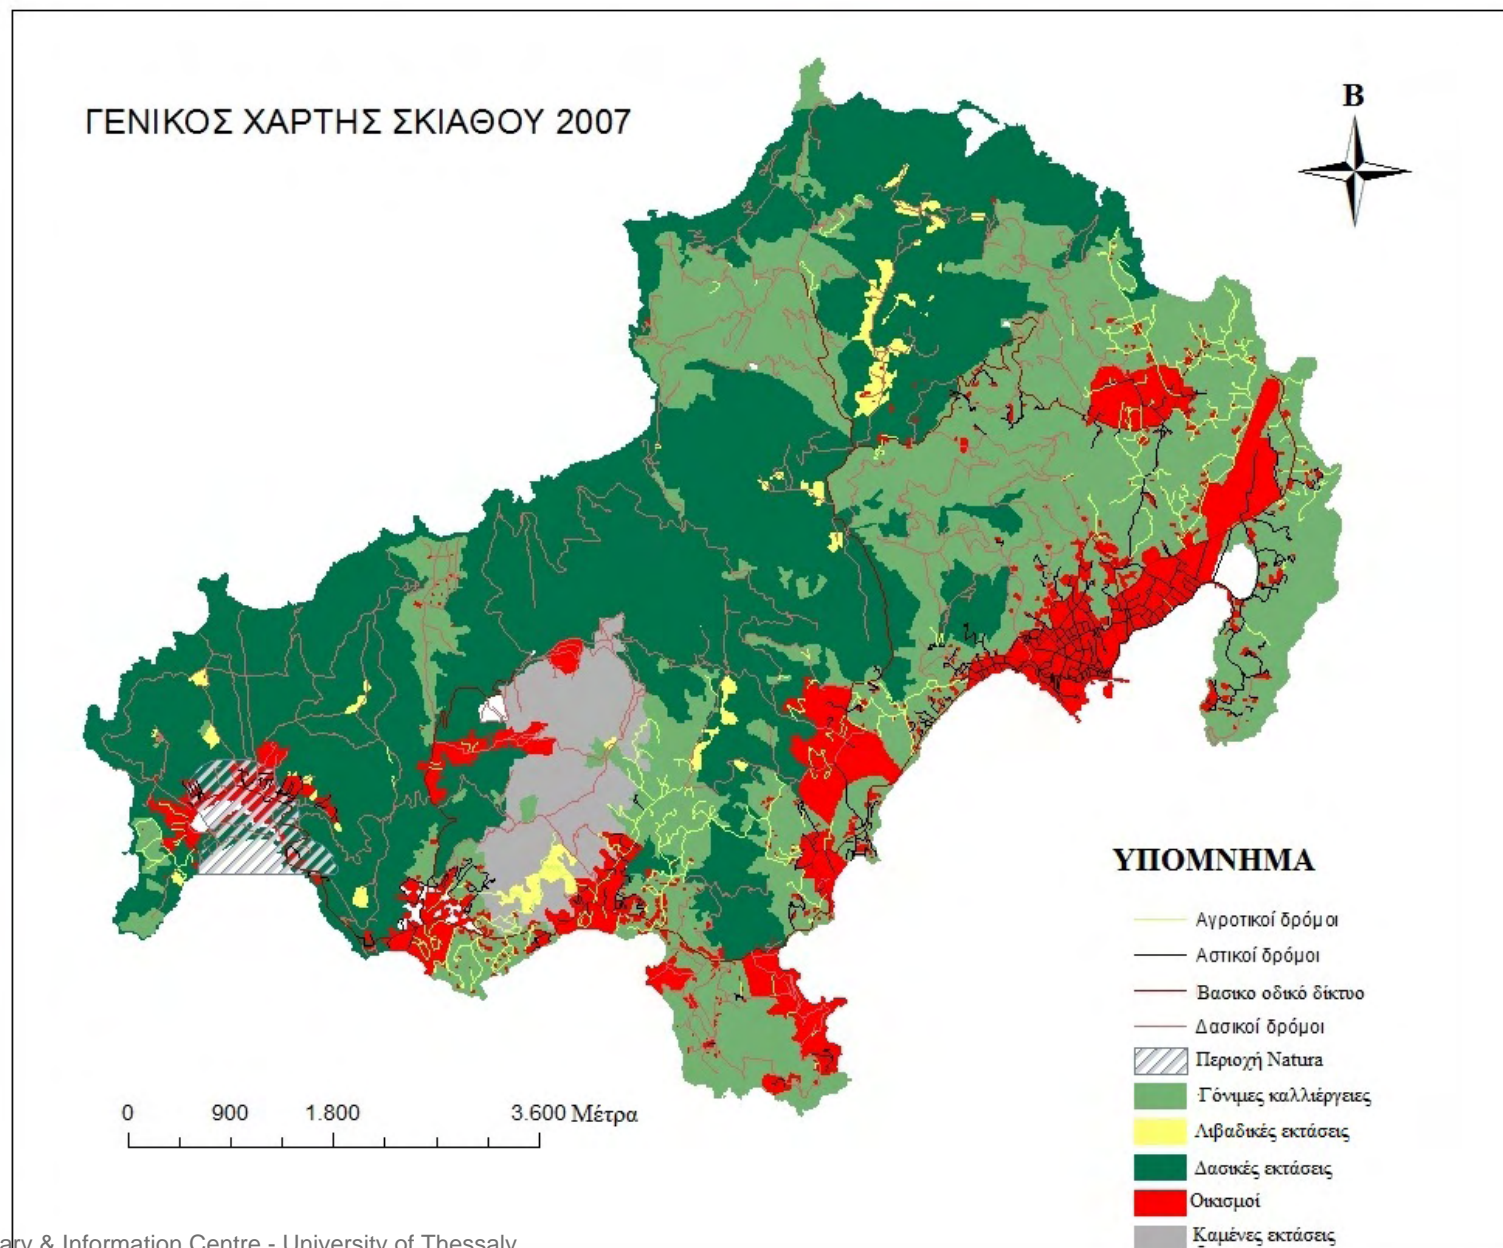 ΓΕΝΙΚΟΣ ΧΑΡΤΗΣ ΣΚΙΑΘΟΥ 2007
Β
ΥΠΟΜΝΗΜΑ
Αγροτικοί δρόμοι
Αστικοί δρόμοι
Βασικο οδικό δίκτυο
Δασικοί δρόμοι
Περιοχή Natura
Γόνιμες καλλιέργειες
Λιβαδικές εκτάσεις
Δασικές εκτάσεις
Οικισμοί
Καμένες εκτάσεις
0 900 1.800 3.600 Μέτρα
& Information Centre - University of Thessaly